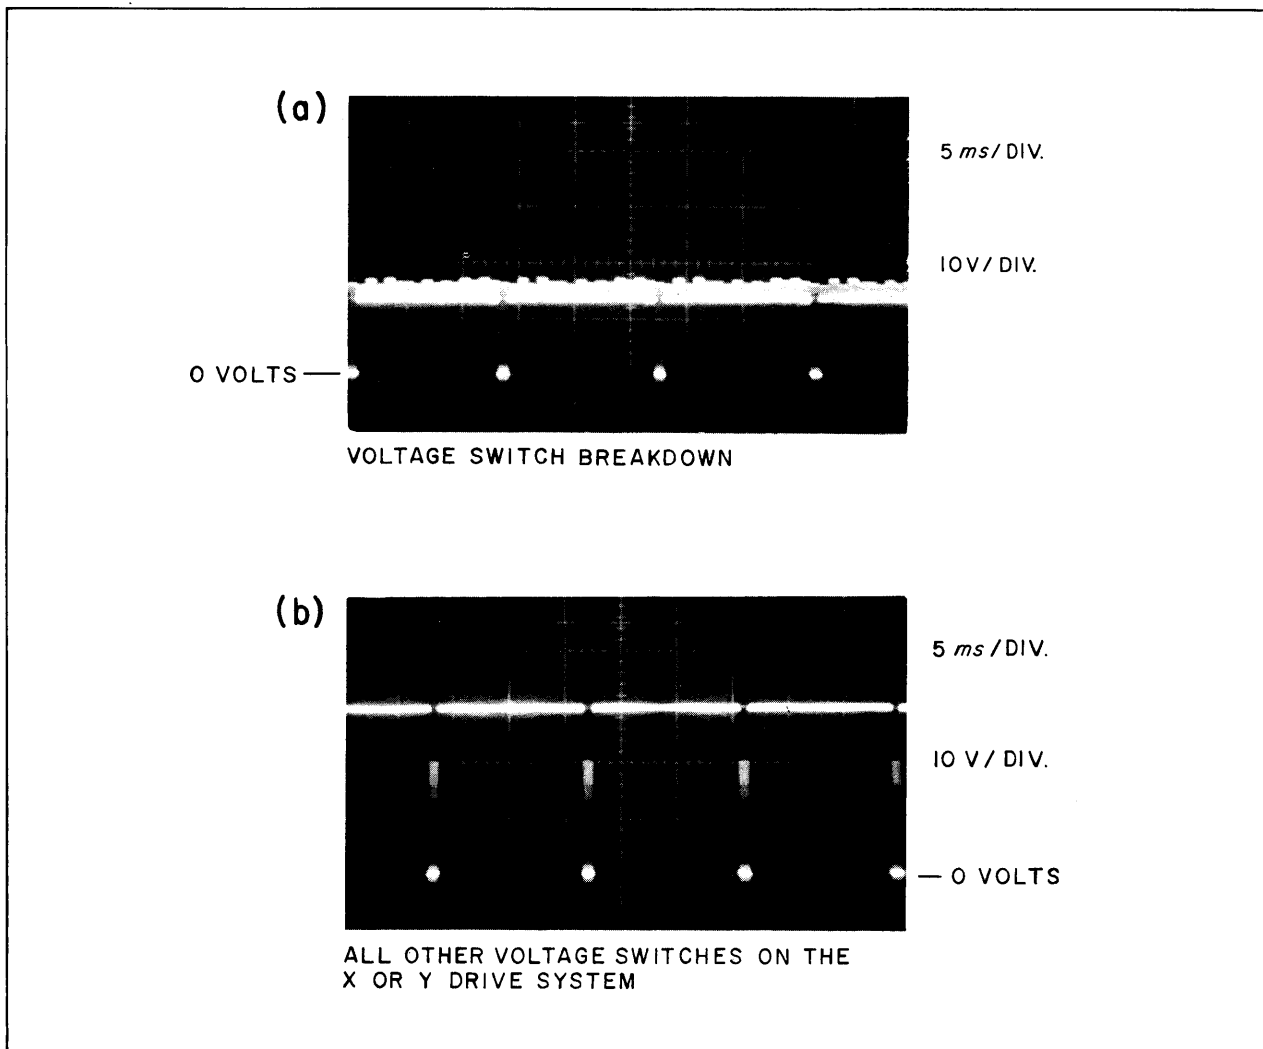 (a)
5 ms/DIV.
10V/DIV.
0 VOLTS
VOLTAGE SWITCH BREAKDOWN
(b)
5 ms/DIV.
10 V/DIV.
0 VOLTS
ALL OTHER VOLTAGE SWITCHES ON THE
X OR Y DRIVE SYSTEM